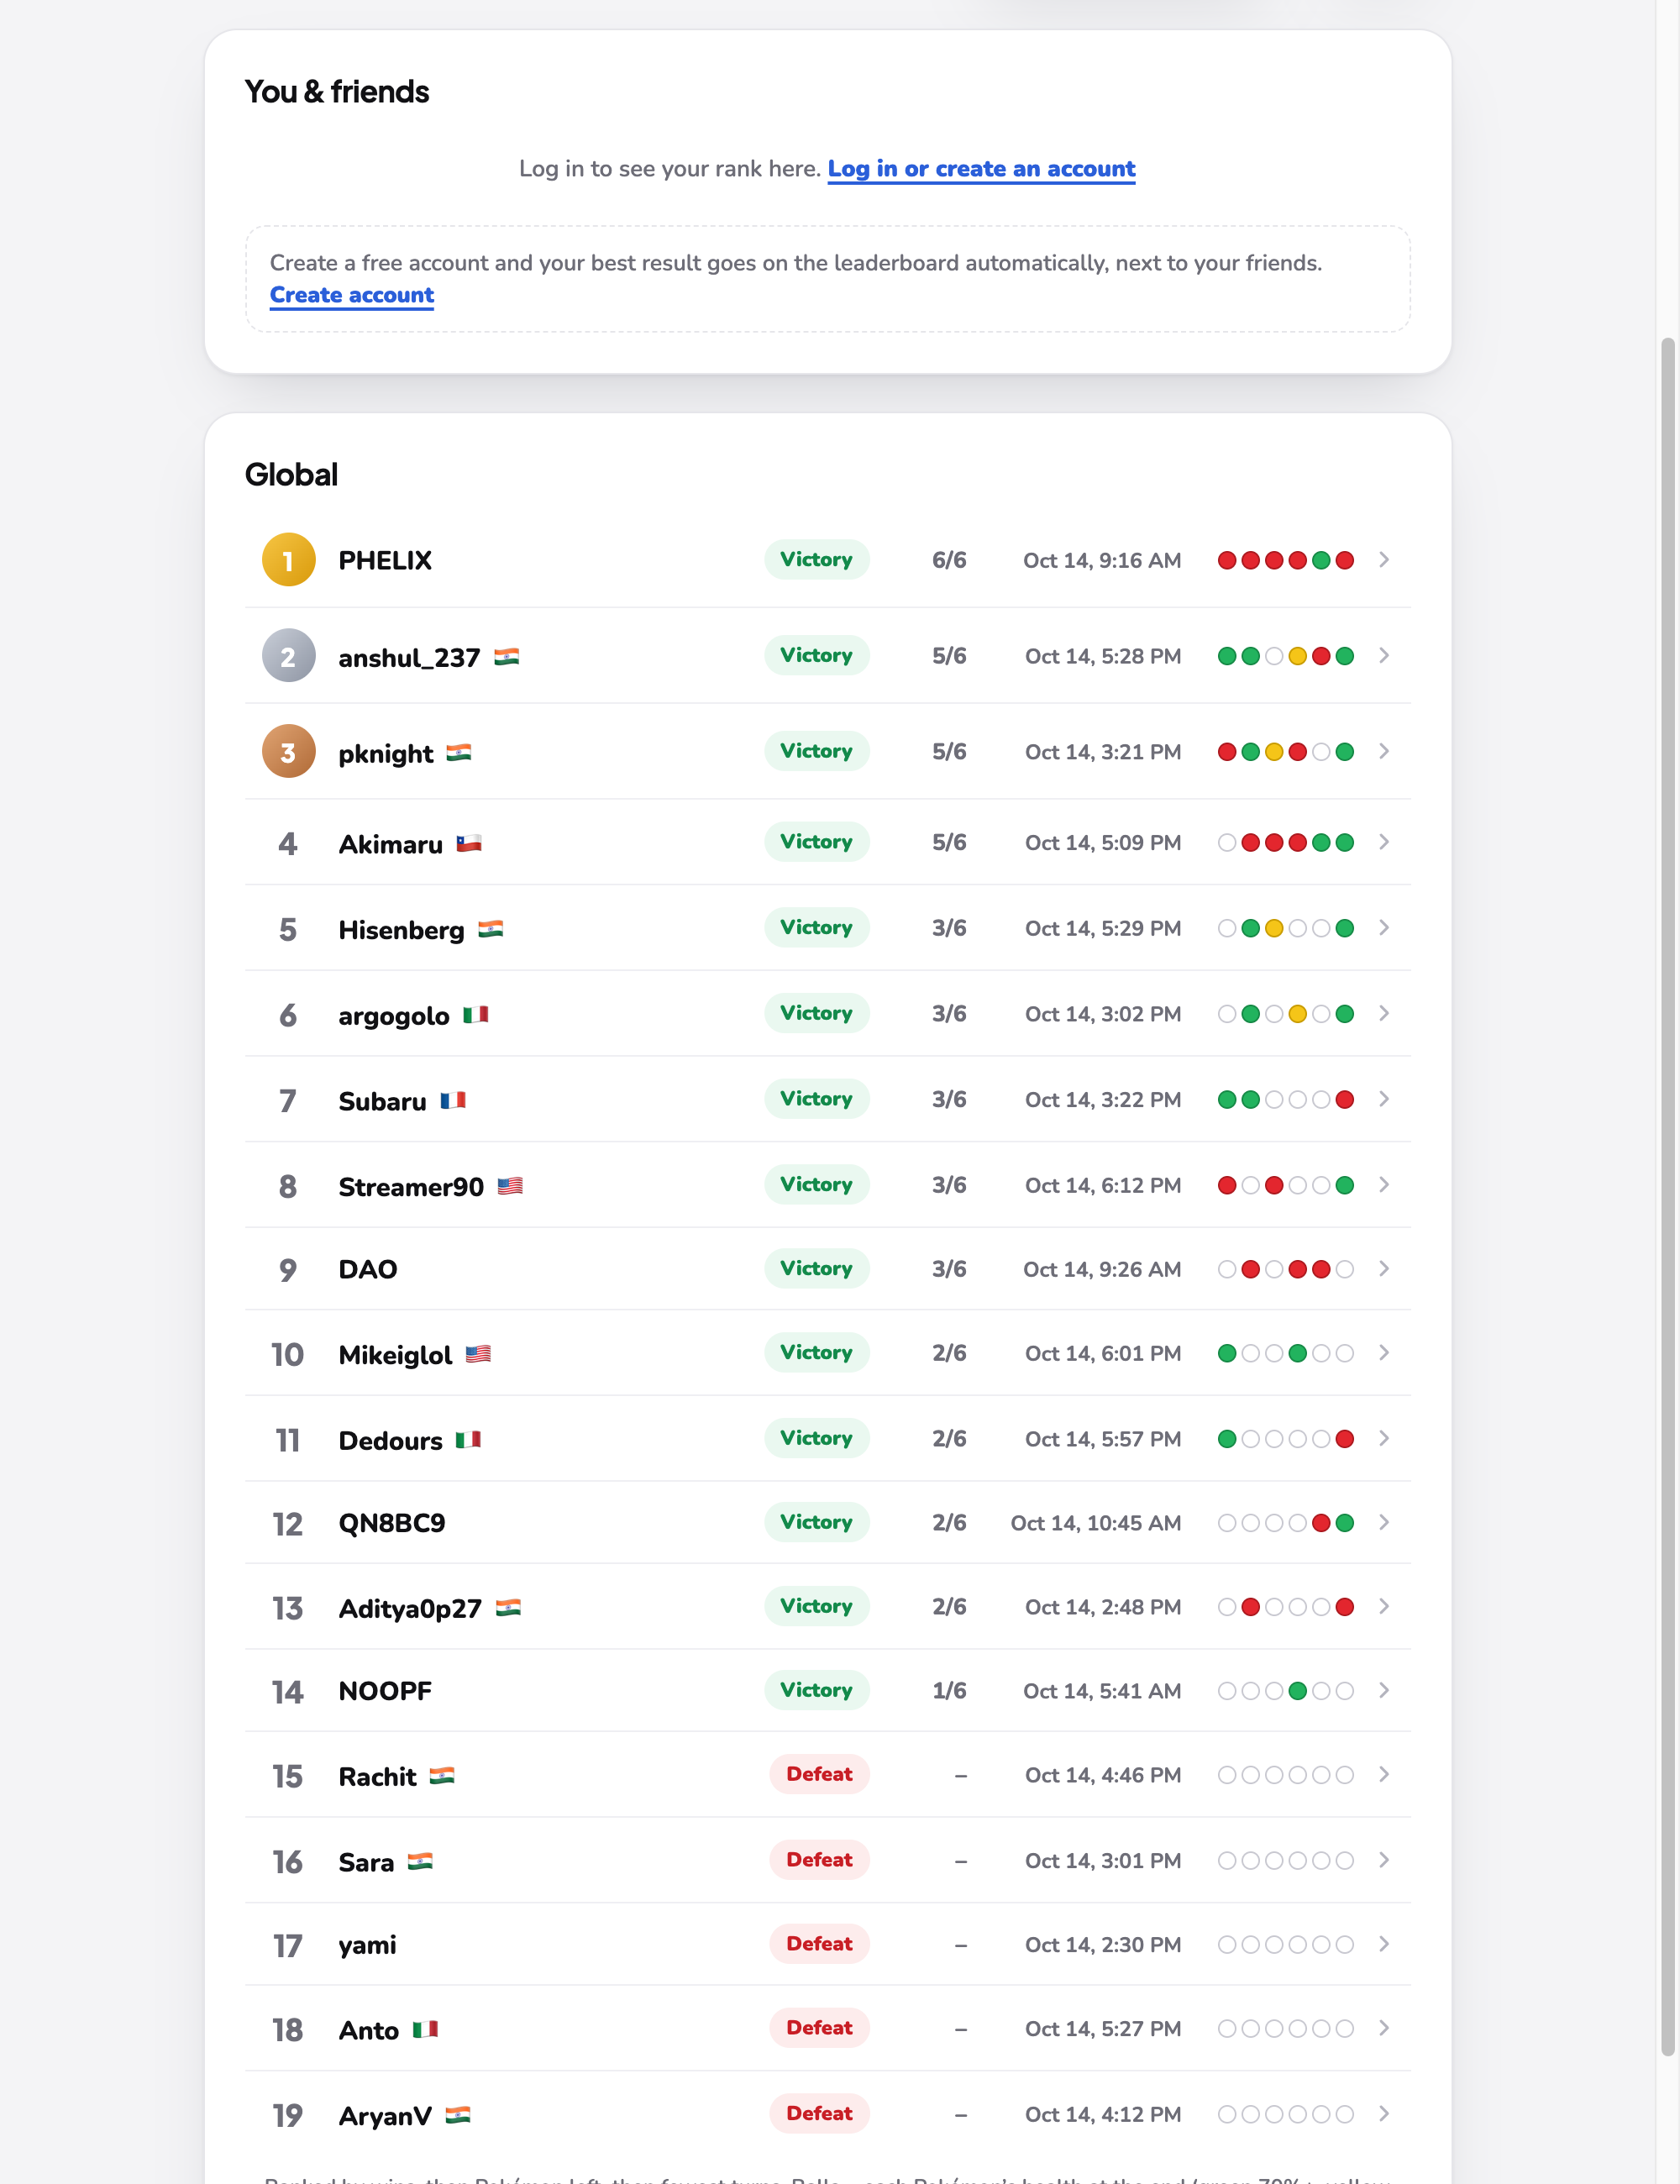 You & friends
Log in to see your rank here. Log in or create an account
Create a free account and your best result goes on the leaderboard automatically, next to your friends.
Create account
Global
1 PHELIX Victory 6/6 Oct 14, 9:16 AM
2 anshul_237 Victory 5/6 Oct 14, 5:28 PM
3 pknight Victory 5/6 Oct 14, 3:21 PM
4 Akimaru Victory 5/6 Oct 14, 5:09 PM
5 Hisenberg Victory 3/6 Oct 14, 5:29 PM
6 argogolo Victory 3/6 Oct 14, 3:02 PM
7 Subaru Victory 3/6 Oct 14, 3:22 PM
8 Streamer90 Victory 3/6 Oct 14, 6:12 PM
9 DAO Victory 3/6 Oct 14, 9:26 AM
10 Mikeiglol Victory 2/6 Oct 14, 6:01 PM
11 Dedours Victory 2/6 Oct 14, 5:57 PM
12 QN8BC9 Victory 2/6 Oct 14, 10:45 AM
13 Aditya0p27 Victory 2/6 Oct 14, 2:48 PM
14 NOOPF Victory 1/6 Oct 14, 5:41 AM
15 Rachit Defeat – Oct 14, 4:46 PM
16 Sara Defeat – Oct 14, 3:01 PM
17 yami Defeat – Oct 14, 2:30 PM
18 Anto Defeat – Oct 14, 5:27 PM
19 AryanV Defeat – Oct 14, 4:12 PM